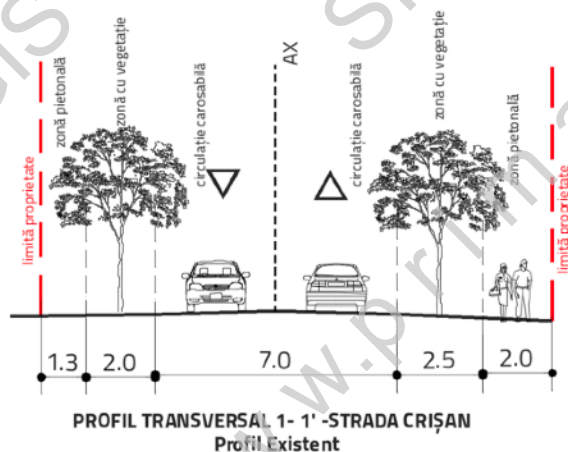 limită proprietate
zonă pietonală
zonă cu vegetație
circulație carosabilă
AX
circulație carosabilă
zonă cu vegetație
zonă pietonală
limită proprietate
1.3 2.0 7.0 2.5 2.0
PROFIL TRANSVERSAL 1- 1' -STRADA CRIȘAN
Profil Existent